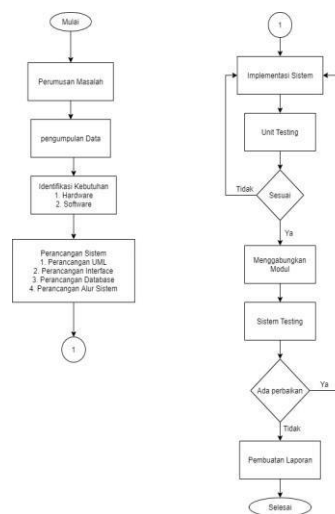 Mulai
Perumusan Masalah
pengumpulan Data
Identifikasi Kebutuhan
1. Hardware
2. Software
Perancangan Sistem
1. Perancangan UML
2. Perancangan Interface
3. Perancangan Database
4. Perancangan Alur Sistem
1
1
Implementasi Sistem
Unit Testing
Tidak
Sesuai
Ya
Menggabungkan
Modul
Sistem Testing
Ada perbaikan
Ya
Tidak
Pembuatan Laporan
Selesai